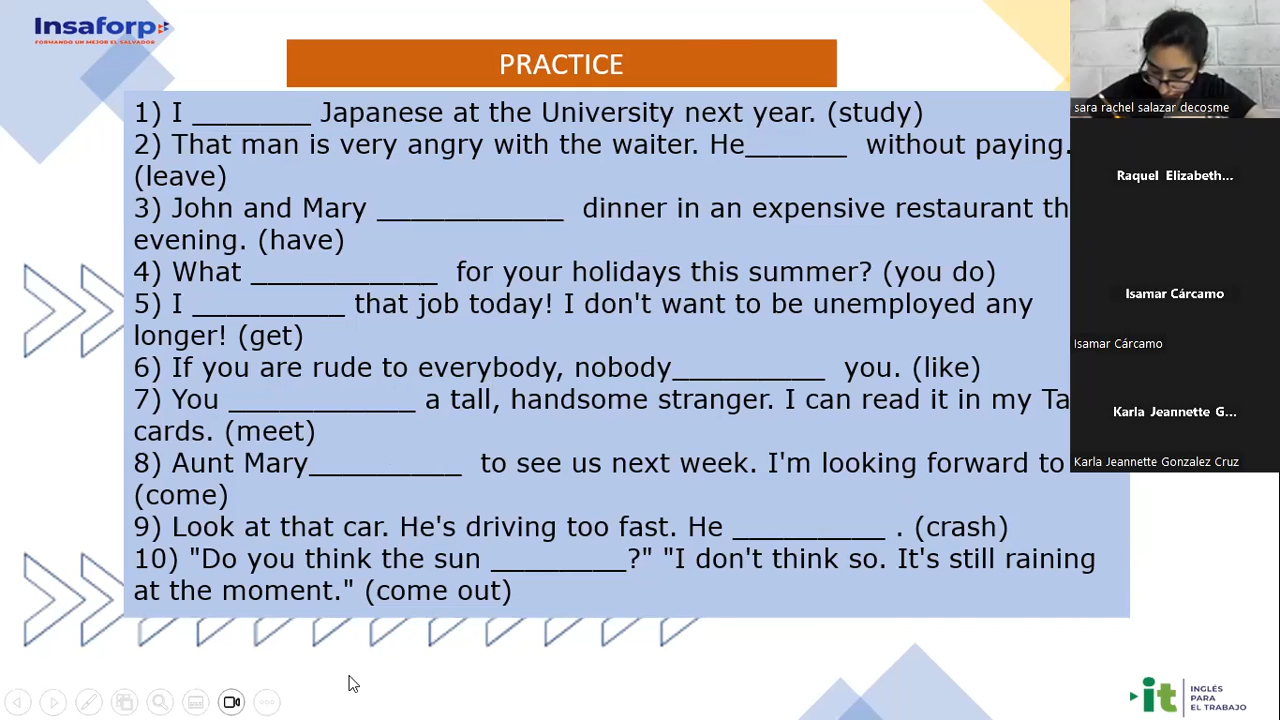 Insaforp
FORMANDO UN MEJOR EL SALVADOR
PRACTICE
1) I _______ Japanese at the University next year. (study)
2) That man is very angry with the waiter. He______ without paying.
(leave)
3) John and Mary ___________ dinner in an expensive restaurant th
evening. (have)
4) What ___________ for your holidays this summer? (you do)
5) I _________ that job today! I don't want to be unemployed any
longer! (get)
6) If you are rude to everybody, nobody_________ you. (like)
7) You ___________ a tall, handsome stranger. I can read it in my Ta
cards. (meet)
8) Aunt Mary_________ to see us next week. I'm looking forward to
(come)
9) Look at that car. He's driving too fast. He _________ . (crash)
10) "Do you think the sun ________?" "I don't think so. It's still raining
at the moment." (come out)
sara rachel salazar decosme
Raquel Elizabeth...
Isamar Cárcamo
Isamar Cárcamo
Karla Jeannette G...
Karla Jeannette Gonzalez Cruz
it
INGLÉS
PARA
EL TRABAJO